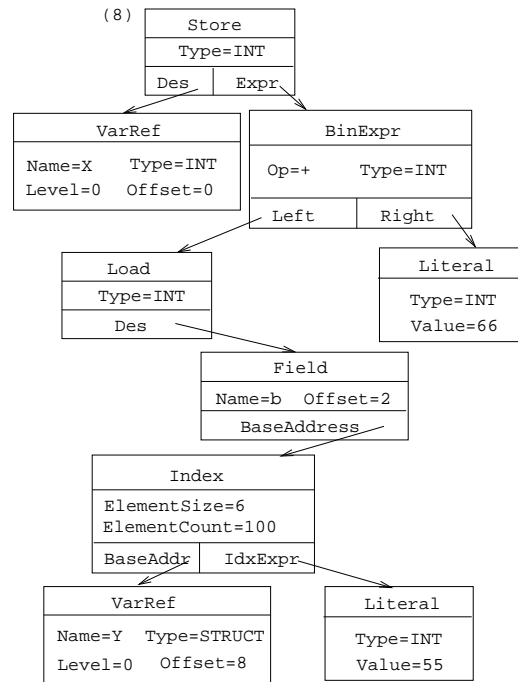 (8)
Store
Type=INT
Des Expr
VarRef
Name=X Type=INT
Level=0 Offset=0
BinExpr
Op=+ Type=INT
Left Right
Load
Type=INT
Des
Literal
Type=INT
Value=66
Field
Name=b Offset=2
BaseAddress
Index
ElementSize=6
ElementCount=100
BaseAddr IdxExpr
VarRef
Name=Y Type=STRUCT
Level=0 Offset=8
Literal
Type=INT
Value=55